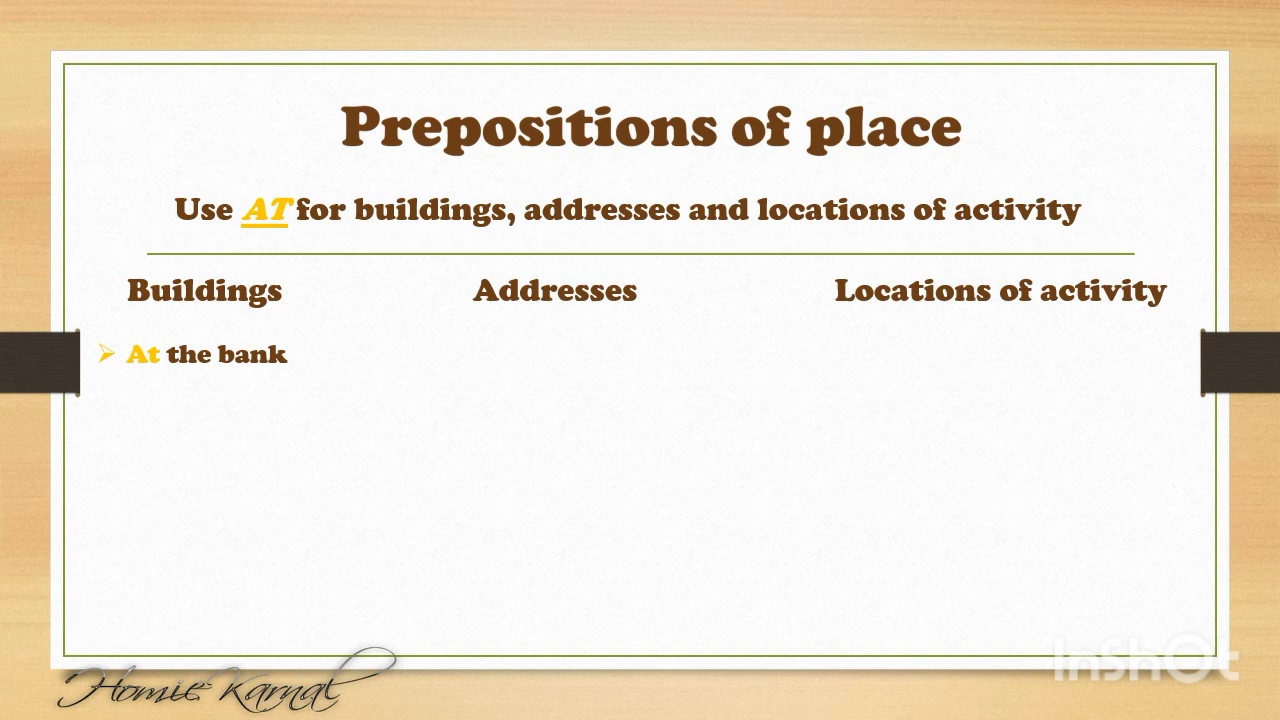 Prepositions of place
Use AT for buildings, addresses and locations of activity
Buildings Addresses Locations of activity
At the bank
Homie Karnal
InShOt